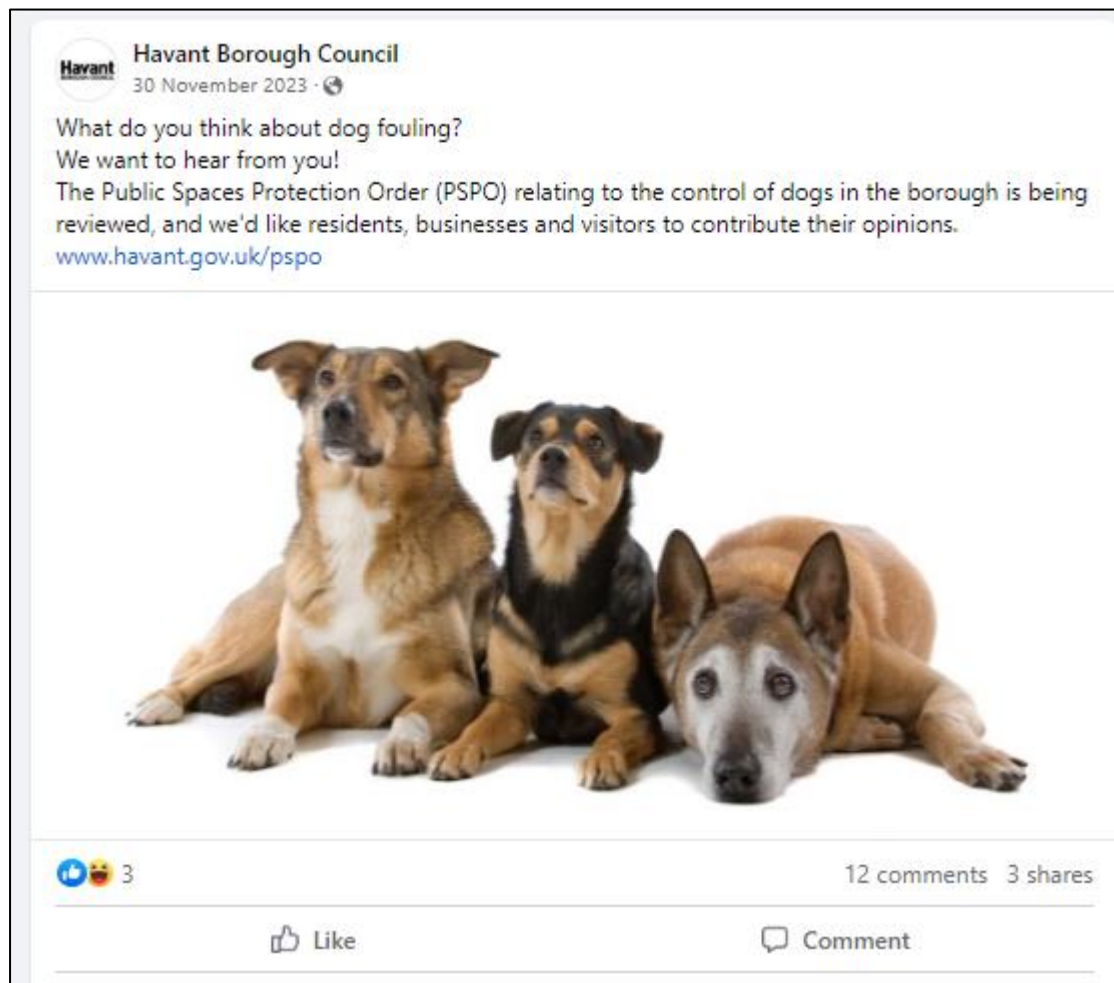 Havant
BOROUGH COUNCIL
Havant Borough Council
30 November 2023 ·
What do you think about dog fouling?
We want to hear from you!
The Public Spaces Protection Order (PSPO) relating to the control of dogs in the borough is being
reviewed, and we'd like residents, businesses and visitors to contribute their opinions.
www.havant.gov.uk/pspo
3
12 comments 3 shares
Like
Comment